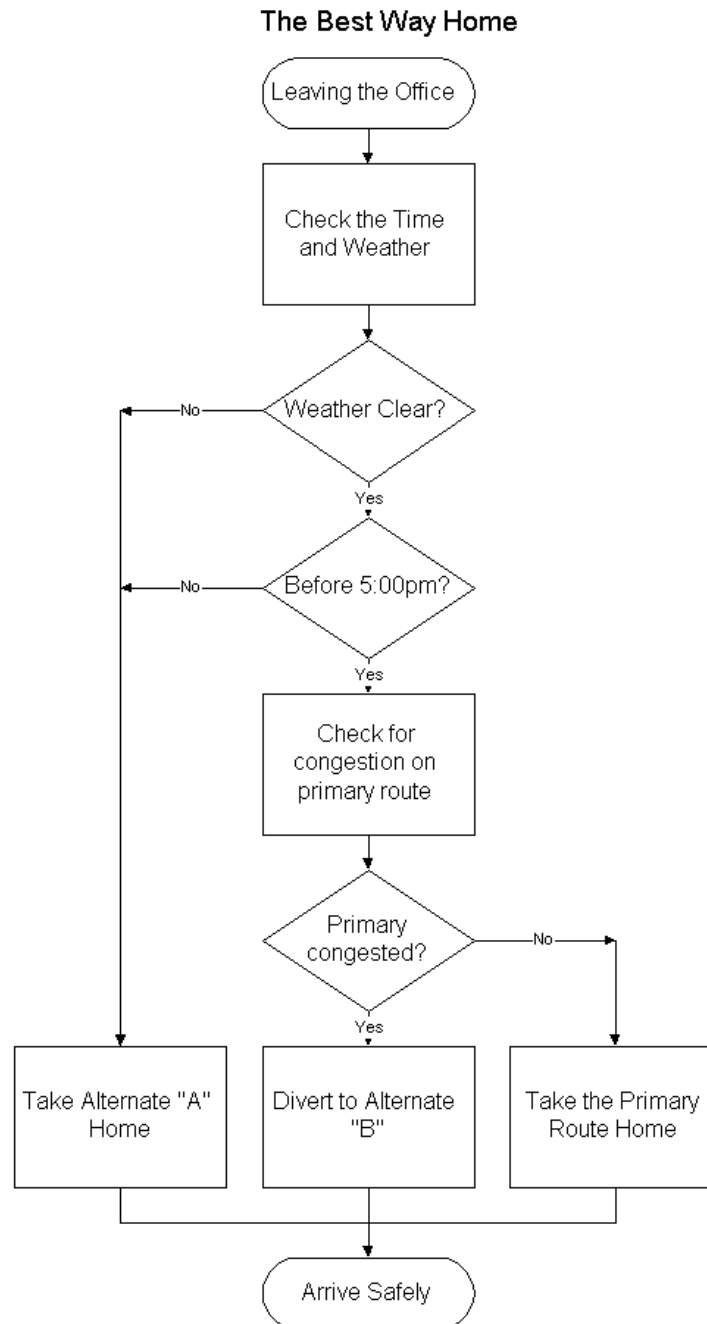 The Best Way Home
Leaving the Office
Check the Time
and Weather
Weather Clear?
No
Yes
Before 5:00pm?
No
Yes
Check for
congestion on
primary route
Primary
congested?
No
Yes
Take Alternate "A"
Home
Divert to Alternate
"B"
Take the Primary
Route Home
Arrive Safely